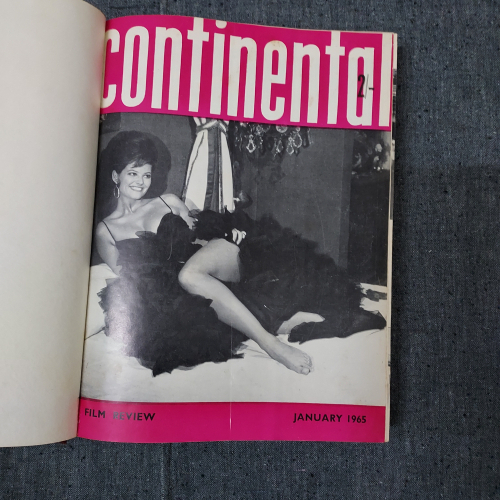 continental
2/-
FILM REVIEW
JANUARY 1965